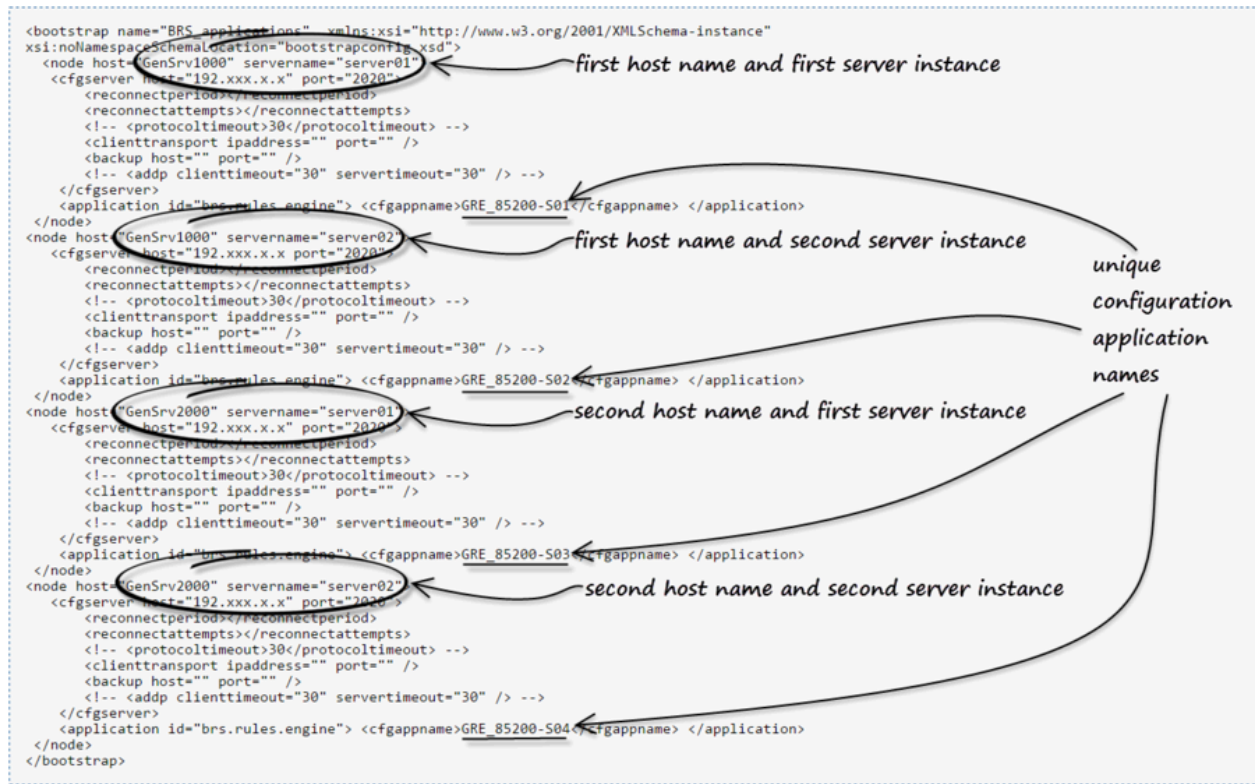 <bootstrap name="BRS_applications" xmlns:xsi="http://www.w3.org/2001/XMLSchema-instance"
xsi:noNamespaceSchemaLocation="bootstrapconfig.xsd">
<node host="GenSrv1000" servername="server01"
first host name and first server instance
<cfgserver host="192.xxx.x.x" port="2020">
<reconnectperiod></reconnectperiod>
<reconnectattempts></reconnectattempts>
<!-- <protocoltimeout>30</protocoltimeout> -->
<clienttransport ipaddress="" port="" />
<backup host="" port="" />
<!-- <addp clienttimeout="30" servertimeout="30" /> -->
</cfgserver>
<application id="brs.rules.engine"> <cfgappname>GRE_85200-S01</cfgappname> </application>
</node>
<node host="GenSrv1000" servername="server02"
first host name and second server instance
<cfgserver host="192.xxx.x.x" port="2020">
<reconnectperiod></reconnectperiod>
<reconnectattempts></reconnectattempts>
<!-- <protocoltimeout>30</protocoltimeout> -->
<clienttransport ipaddress="" port="" />
<backup host="" port="" />
<!-- <addp clienttimeout="30" servertimeout="30" /> -->
</cfgserver>
<application id="brs.rules.engine"> <cfgappname>GRE_85200-S02</cfgappname> </application>
</node>
unique
configuration
application
names
<node host="GenSrv2000" servername="server01"
second host name and first server instance
<cfgserver host="192.xxx.x.x" port="2020">
<reconnectperiod></reconnectperiod>
<reconnectattempts></reconnectattempts>
<!-- <protocoltimeout>30</protocoltimeout> -->
<clienttransport ipaddress="" port="" />
<backup host="" port="" />
<!-- <addp clienttimeout="30" servertimeout="30" /> -->
</cfgserver>
<application id="brs.rules.engine"> <cfgappname>GRE_85200-S03</cfgappname> </application>
</node>
<node host="GenSrv2000" servername="server02"
second host name and second server instance
<cfgserver host="192.xxx.x.x" port="2020">
<reconnectperiod></reconnectperiod>
<reconnectattempts></reconnectattempts>
<!-- <protocoltimeout>30</protocoltimeout> -->
<clienttransport ipaddress="" port="" />
<backup host="" port="" />
<!-- <addp clienttimeout="30" servertimeout="30" /> -->
</cfgserver>
<application id="brs.rules.engine"> <cfgappname>GRE_85200-S04</cfgappname> </application>
</node>
</bootstrap>